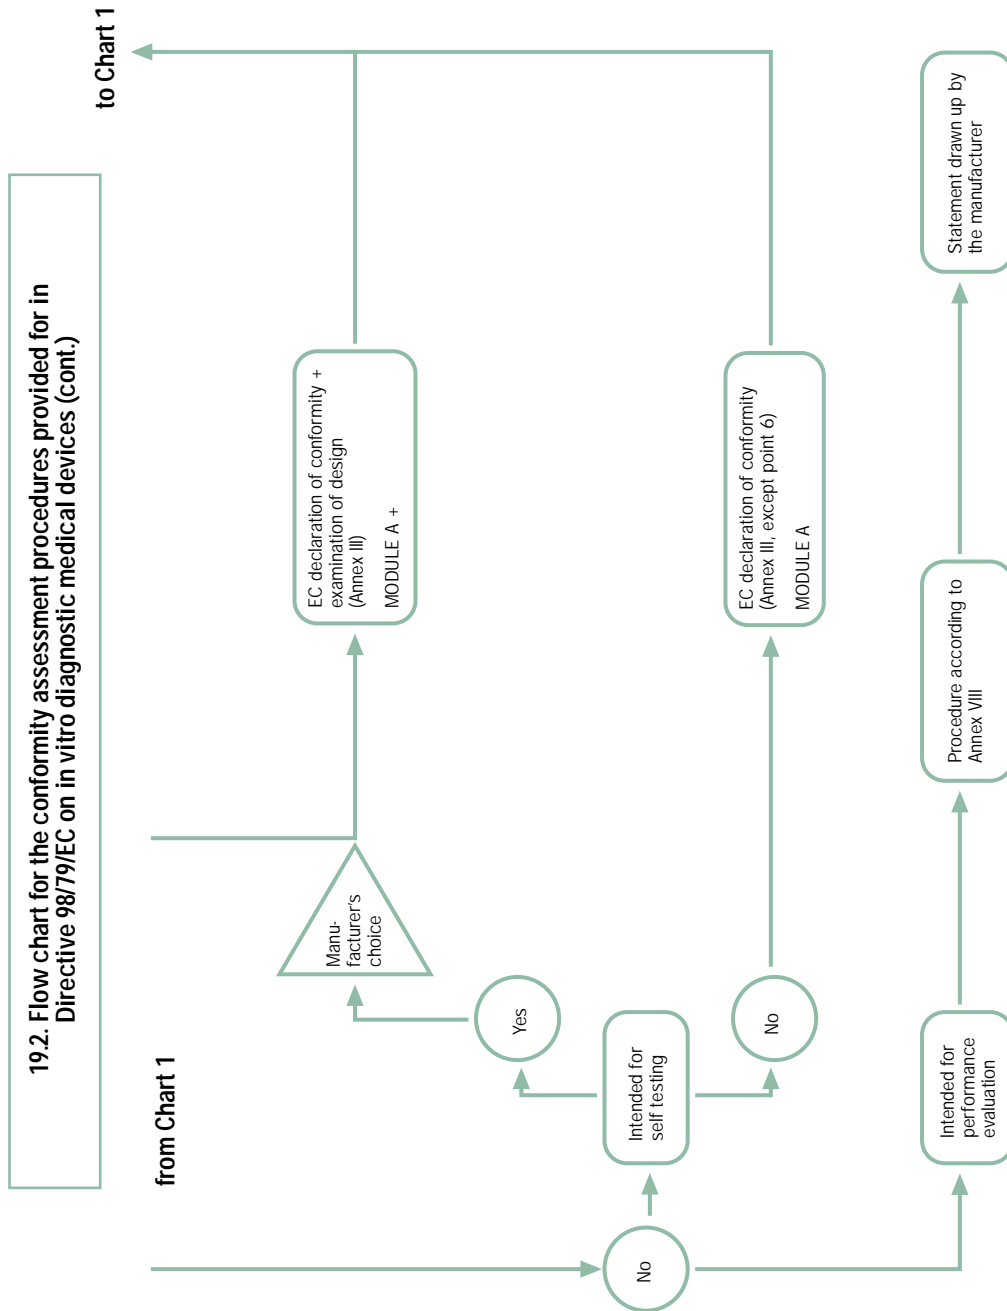 19.2. Flow chart for the conformity assessment procedures provided for in
Directive 98/79/EC on in vitro diagnostic medical devices (cont.)
from Chart 1
to Chart 1
Manu-
facturer's
choice
EC declaration of conformity +
examination of design
(Annex III)
MODULE A +
Yes
No
Intended for
self testing
No
EC declaration of conformity
(Annex III, except point 6)
MODULE A
Intended for
performance
evaluation
Procedure according to
Annex VIII
Statement drawn up by
the manufacturer